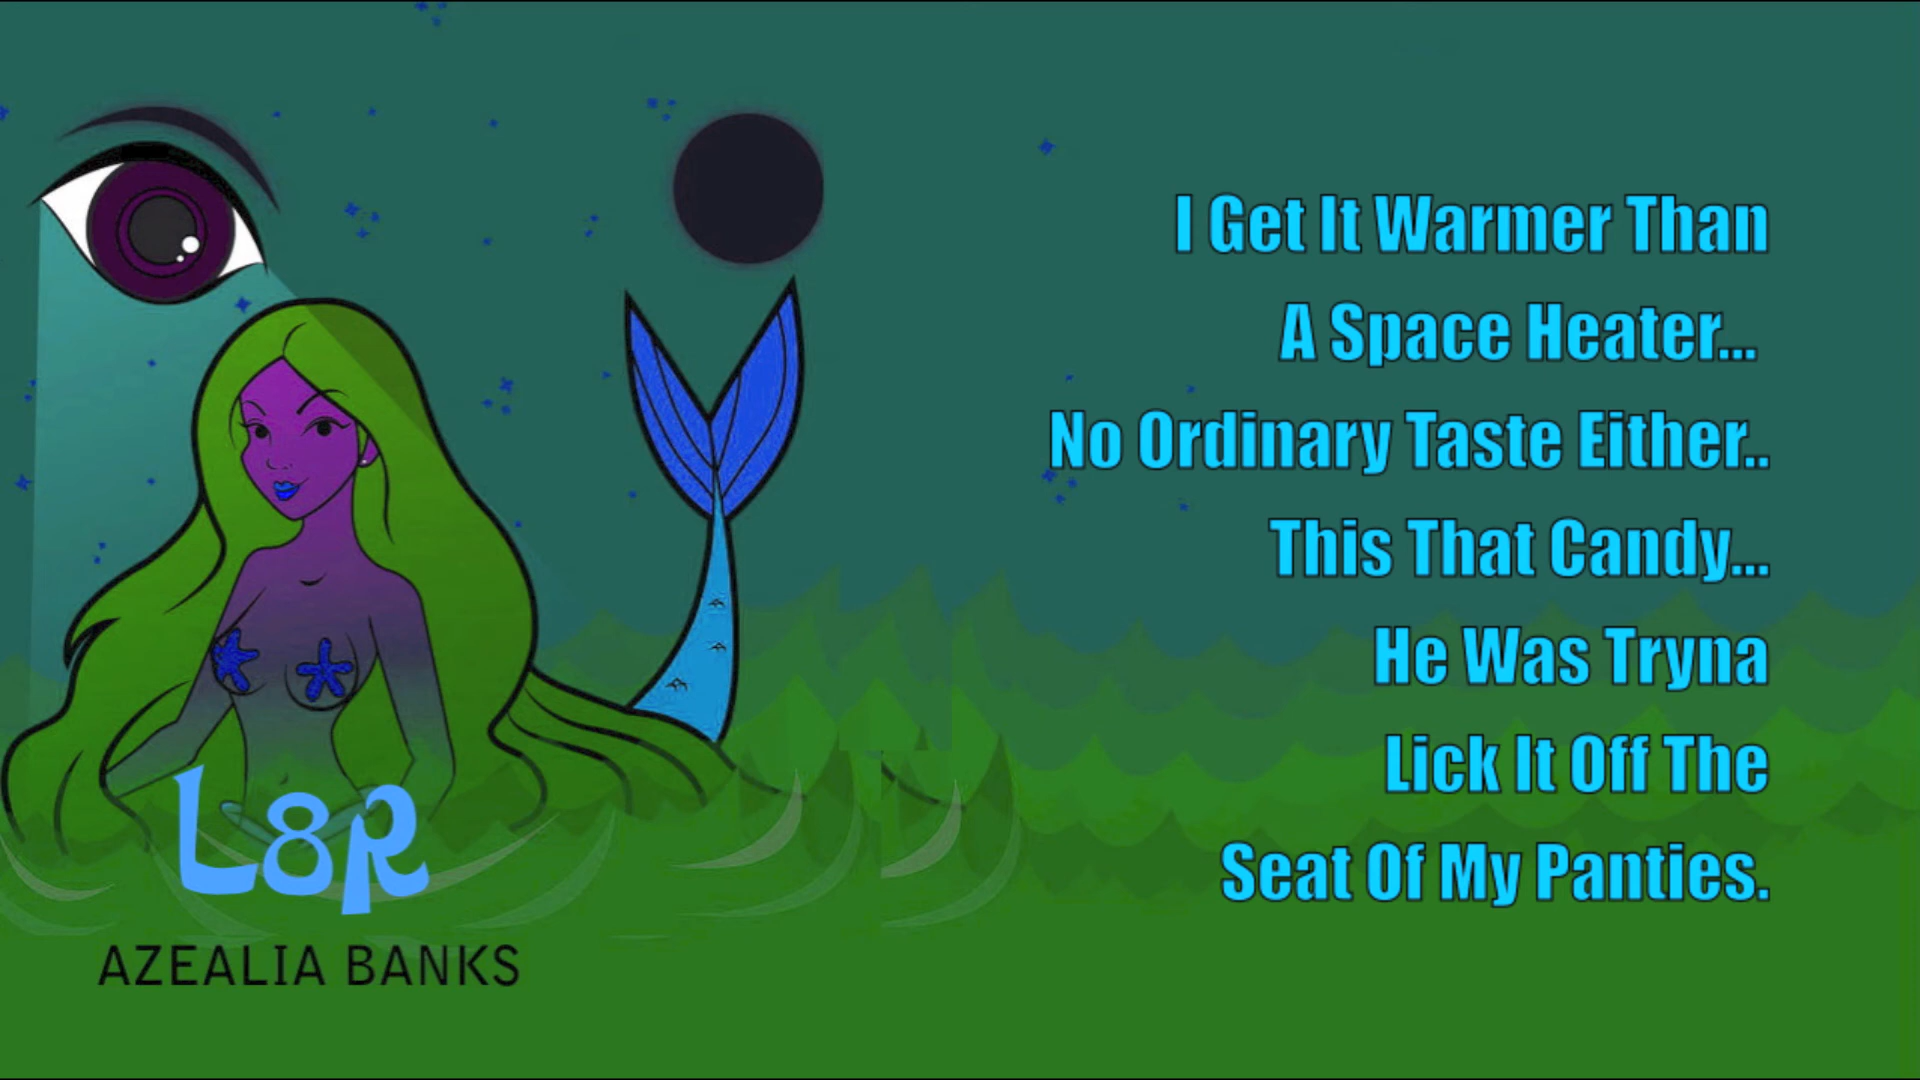 I Get It Warmer Than
A Space Heater...
No Ordinary Taste Either..
This That Candy...
He Was Tryna
Lick It Off The
Seat Of My Panties.
L8R
AZEALIA BANKS